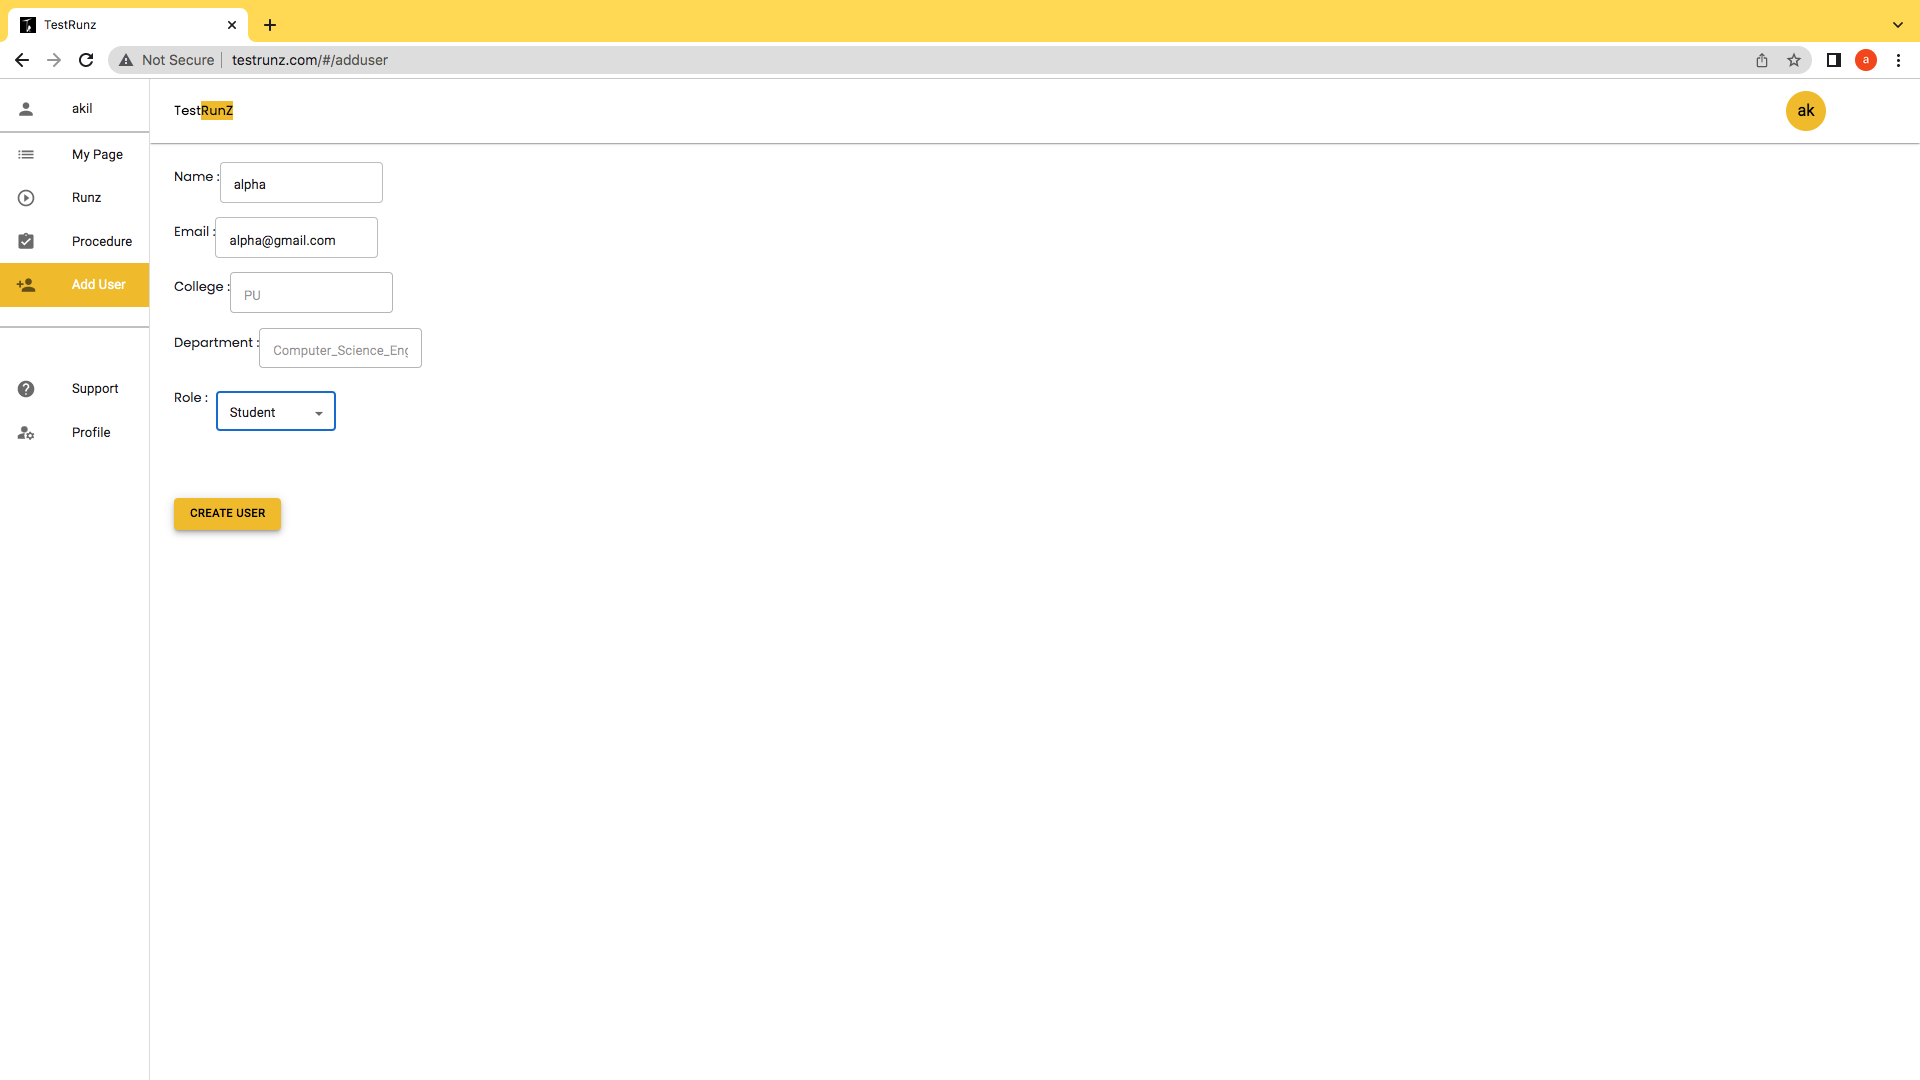 TestRunz
Not Secure
testrunz.com/#/adduser
a
akil
My Page
Runz
Procedure
Add User
Support
Profile
TestRunZ
ak
Name :
alpha
Email :
alpha@gmail.com
College :
PU
Department :
Computer_Science_Eng
Role :
Student
CREATE USER